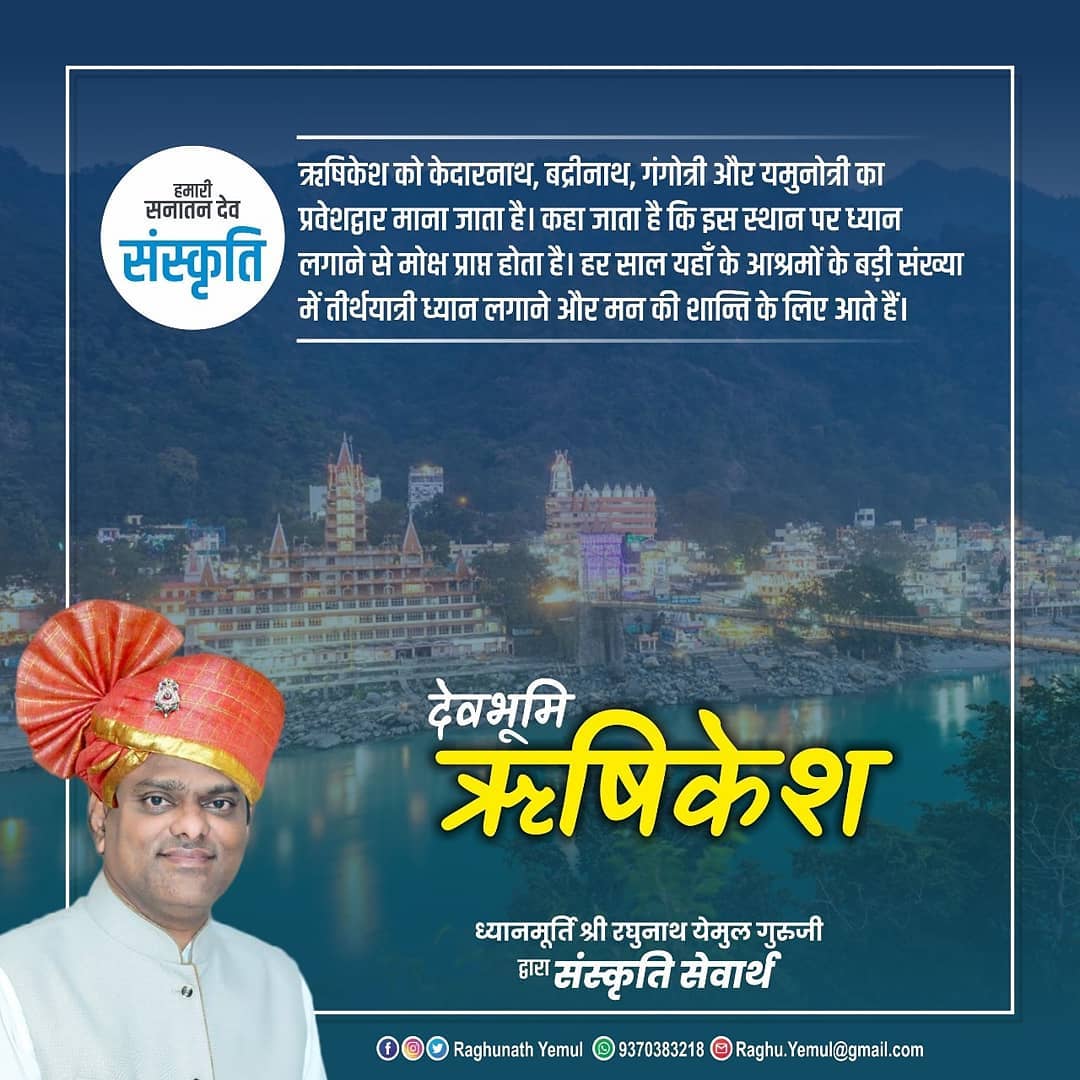 हमारी
सनातन देव
संस्कृति
ऋषिकेश को केदारनाथ, बद्रीनाथ, गंगोत्री और यमुनोत्री का
प्रवेशद्वार माना जाता है। कहा जाता है कि इस स्थान पर ध्यान
लगाने से मोक्ष प्राप्त होता है। हर साल यहाँ के आश्रमों के बड़ी संख्या
में तीर्थयात्री ध्यान लगाने और मन की शान्ति के लिए आते हैं।
देवभूमि
ऋषिकेश
ध्यानमूर्ति श्री रघुनाथ येमुल गुरुजी
द्वारा संस्कृति सेवार्थ
Raghunath Yemul 9370383218 Raghu.Yemul@gmail.com